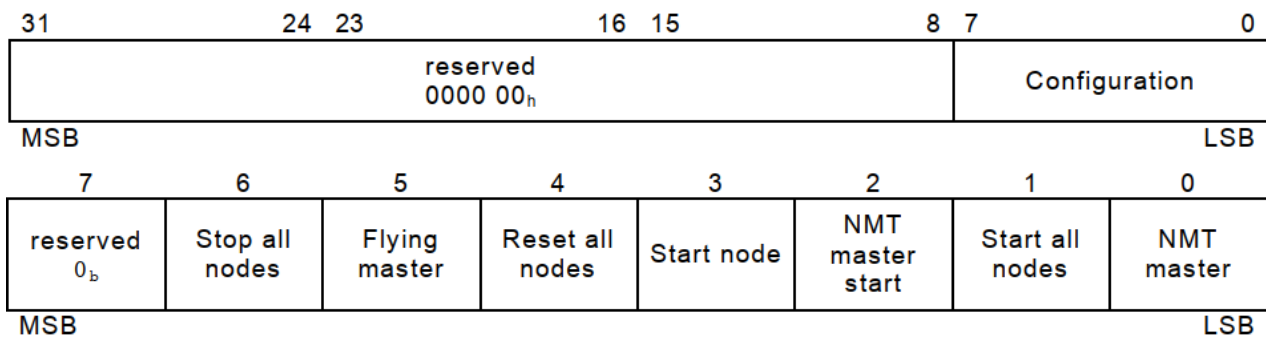 31 24 23 16 15 8 7 0
reserved
0000 00h
Configuration
MSB LSB
7 6 5 4 3 2 1 0
reserved
0b
Stop all
nodes
Flying
master
Reset all
nodes
Start node
NMT
master
start
Start all
nodes
NMT
master
MSB LSB